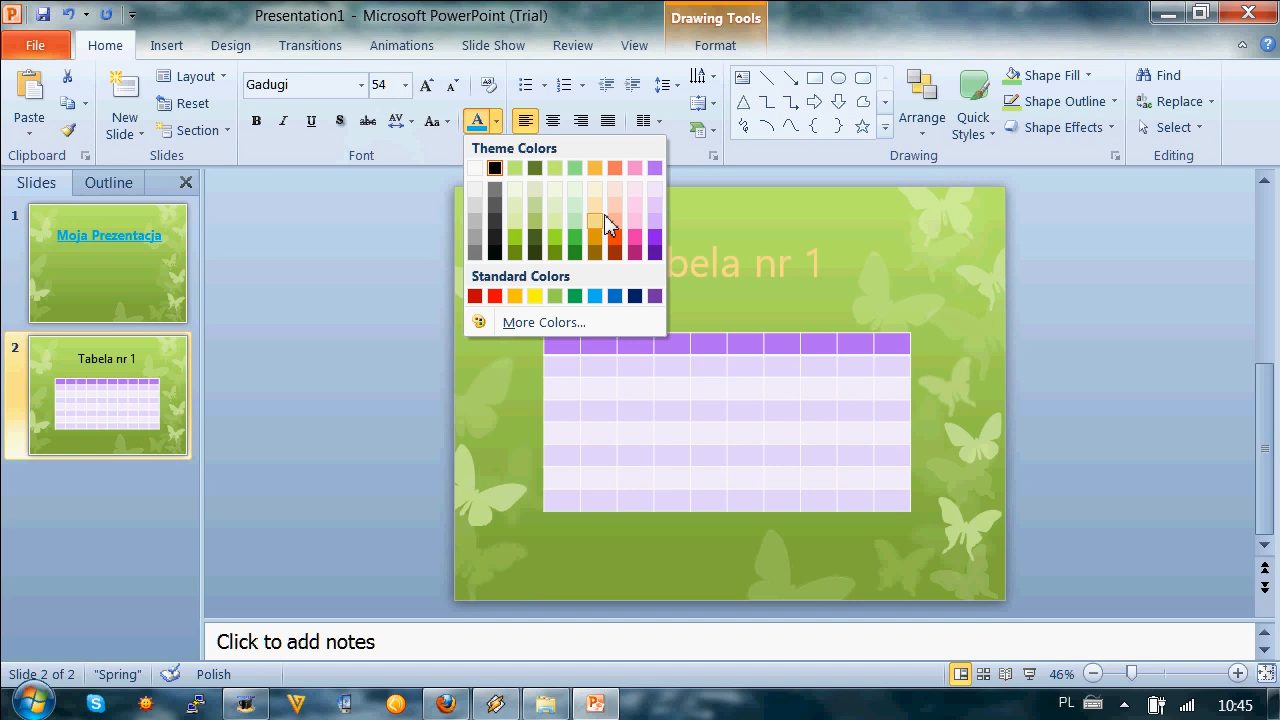 Presentation1 - Microsoft PowerPoint (Trial)
Drawing Tools
File Home Insert Design Transitions Animations Slide Show Review View Format
Paste
Clipboard
New
Slide
Layout
Reset
Section
Slides
Gadugi 54
B I U S abc AV Aa A
Font
Arrange
Quick
Styles
Shape Fill
Shape Outline
Shape Effects
Drawing
Find
Replace
Select
Editing
Slides Outline
1
Moja Prezentacja
2
Tabela nr 1
Theme Colors
Standard Colors
More Colors...
bela nr 1
Click to add notes
Slide 2 of 2 "Spring" Polish 46%
PL 10:45